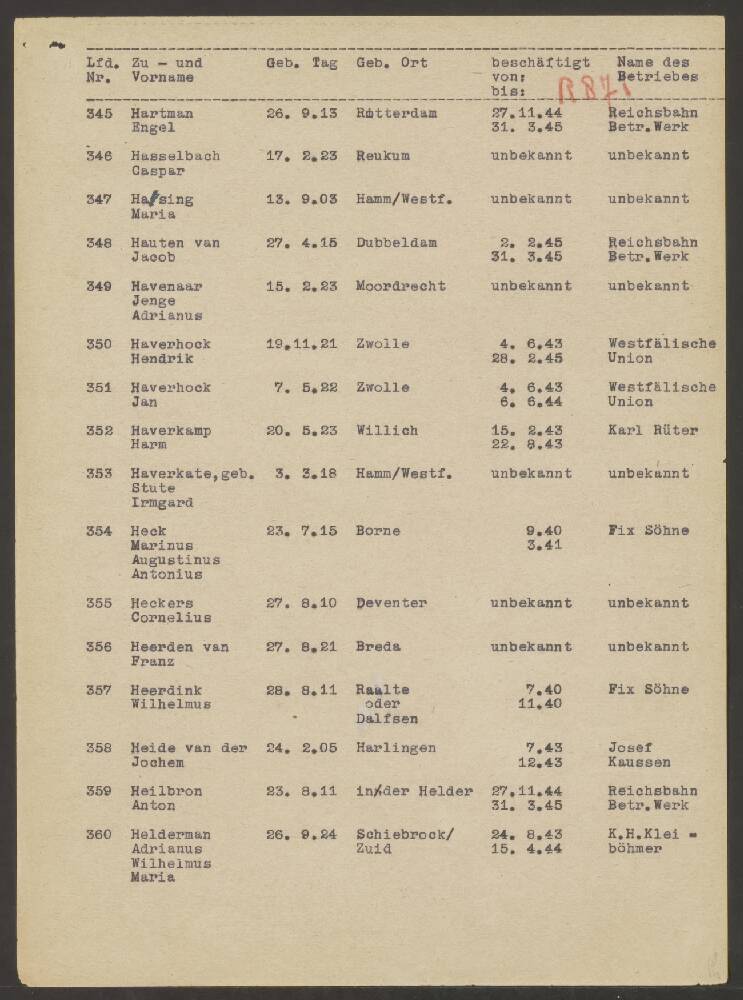 Lfd. Zu - und Geb. Tag Geb. Ort beschäftigt Name des
Nr. Vorname von: Betriebes
bis: R 871
345 Hartman 26. 9.13 Rotterdam 27.11.44 Reichsbahn
Engel 31. 3.45 Betr.Werk
346 Hasselbach 17. 2.23 Reukum unbekannt unbekannt
Caspar
347 13. 9.03 Hamm/Westf. unbekannt unbekannt
Maria
348 Hauten van 27. 4.15 Dubbeldam 2. 2.45 Reichsbahn
Jacob 31. 3.45 Betr.Werk
349 Havenaar 15. 2.23 Moordrecht unbekannt unbekannt
Jenge
Adrianus
350 Haverhock 19.11.21 Zwolle 4. 6.43 Westfälische
Hendrik 28. 2.45 Union
351 Haverhock 7. 5.22 Zwolle 4. 6.43 Westfälische
Jan 6. 6.44 Union
352 Haverkamp 20. 5.23 Willich 15. 2.43 Karl Rüter
Harm 22. 8.43
353 Haverkate,geb. 3. 3.18 Hamm/Westf. unbekannt unbekannt
Stute
Irmgard
354 Heck 23. 7.15 Borne 9.40 Fix Söhne
Marinus 3.41
Augustinus
Antonius
355 Heckers 27. 8.10 Deventer unbekannt unbekannt
Cornelius
356 Heerden van 27. 8.21 Breda unbekannt unbekannt
Franz
357 Heerdink 28. 8.11 Raalte 7.40 Fix Söhne
Wilhelmus oder 11.40
Dalfsen
358 Heide van der 24. 2.05 Harlingen 7.43 Josef
Jochem 12.43 Kaussen
359 Heilbron 23. 8.11 in/der Helder 27.11.44 Reichsbahn
Anton 31. 3.45 Betr.Werk
360 Helderman 26. 9.24 Schiebrock/ 24. 8.43 K.H.Klei =
Adrianus Zuid 15. 4.44 böhmer
Wilhelmus
Maria